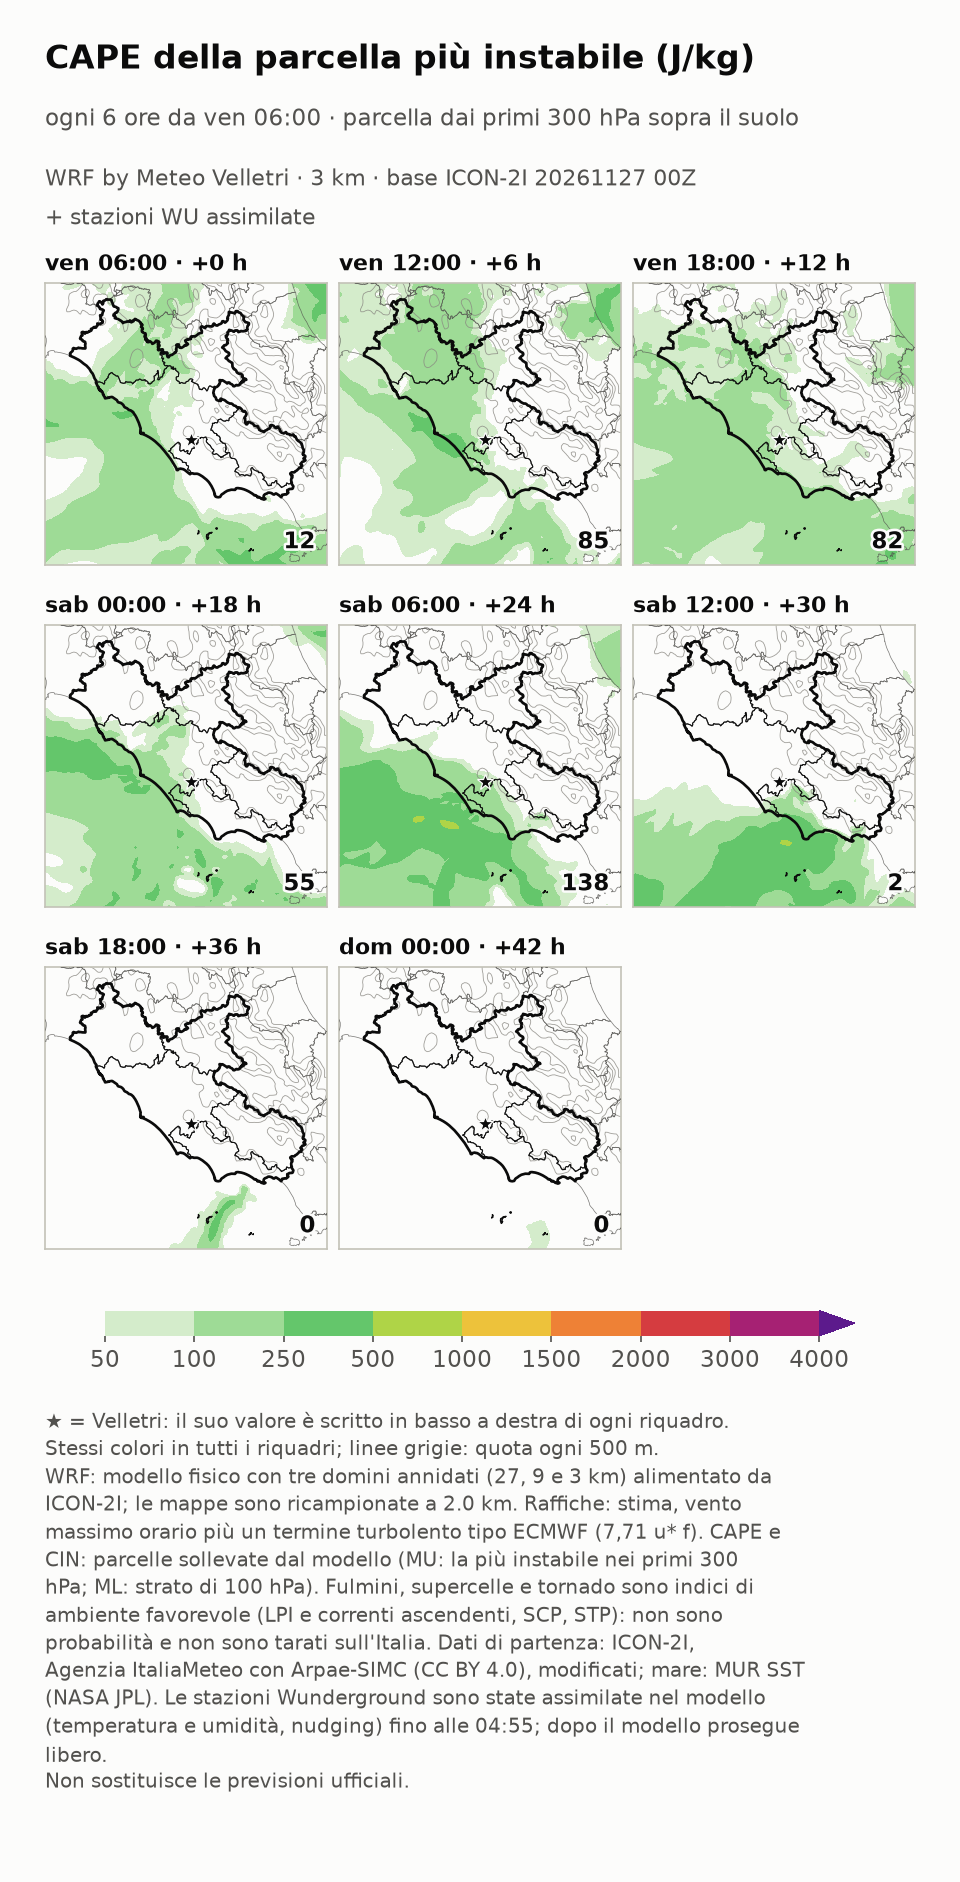 CAPE della parcella più instabile (J/kg)
ogni 6 ore da ven 06:00 · parcella dai primi 300 hPa sopra il suolo
WRF by Meteo Velletri · 3 km · base ICON-2I 20261127 00Z
+ stazioni WU assimilate
ven 06:00 · +0 h
ven 12:00 · +6 h
ven 18:00 · +12 h
12
85
82
sab 00:00 · +18 h
sab 06:00 · +24 h
sab 12:00 · +30 h
55
138
2
sab 18:00 · +36 h
dom 00:00 · +42 h
0
0
50 100 250 500 1000 1500 2000 3000 4000
★ = Velletri: il suo valore è scritto in basso a destra di ogni riquadro.
Stessi colori in tutti i riquadri; linee grigie: quota ogni 500 m.
WRF: modello fisico con tre domini annidati (27, 9 e 3 km) alimentato da
ICON-2I; le mappe sono ricampionate a 2.0 km. Raffiche: stima, vento
massimo orario più un termine turbolento tipo ECMWF (7,71 u* f). CAPE e
CIN: parcelle sollevate dal modello (MU: la più instabile nei primi 300
hPa; ML: strato di 100 hPa). Fulmini, supercelle e tornado sono indici di
ambiente favorevole (LPI e correnti ascendenti, SCP, STP): non sono
probabilità e non sono tarati sull'Italia. Dati di partenza: ICON-2I,
Agenzia ItaliaMeteo con Arpae-SIMC (CC BY 4.0), modificati; mare: MUR SST
(NASA JPL). Le stazioni Wunderground sono state assimilate nel modello
(temperatura e umidità, nudging) fino alle 04:55; dopo il modello prosegue
libero.
Non sostituisce le previsioni ufficiali.